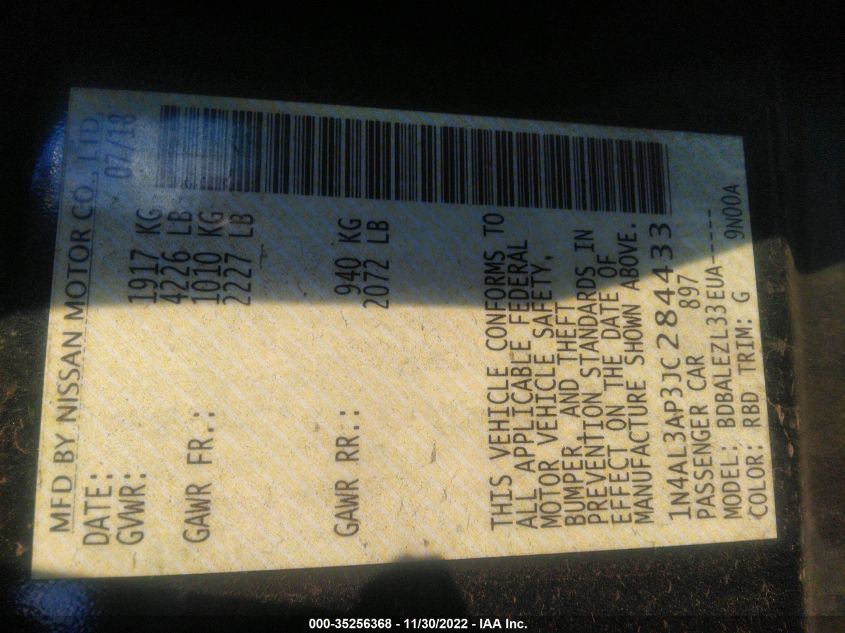 MFD BY NISSAN MOTOR CO., LTD.
DATE: 07/18
GVWR: 1917 KG
4226 LB
GAWR FR.: 1010 KG
2227 LB
GAWR RR.: 940 KG
2072 LB
THIS VEHICLE CONFORMS TO
ALL APPLICABLE FEDERAL
MOTOR VEHICLE SAFETY,
BUMPER, AND THEFT
PREVENTION STANDARDS IN
EFFECT ON THE DATE OF
MANUFACTURE SHOWN ABOVE.
1N4AL3AP3JC284433
PASSENGER CAR 897
MODEL: BDBALEZL33EUA-----
COLOR: RBD TRIM: G 9N00A
000-35256368 - 11/30/2022 - IAA Inc.